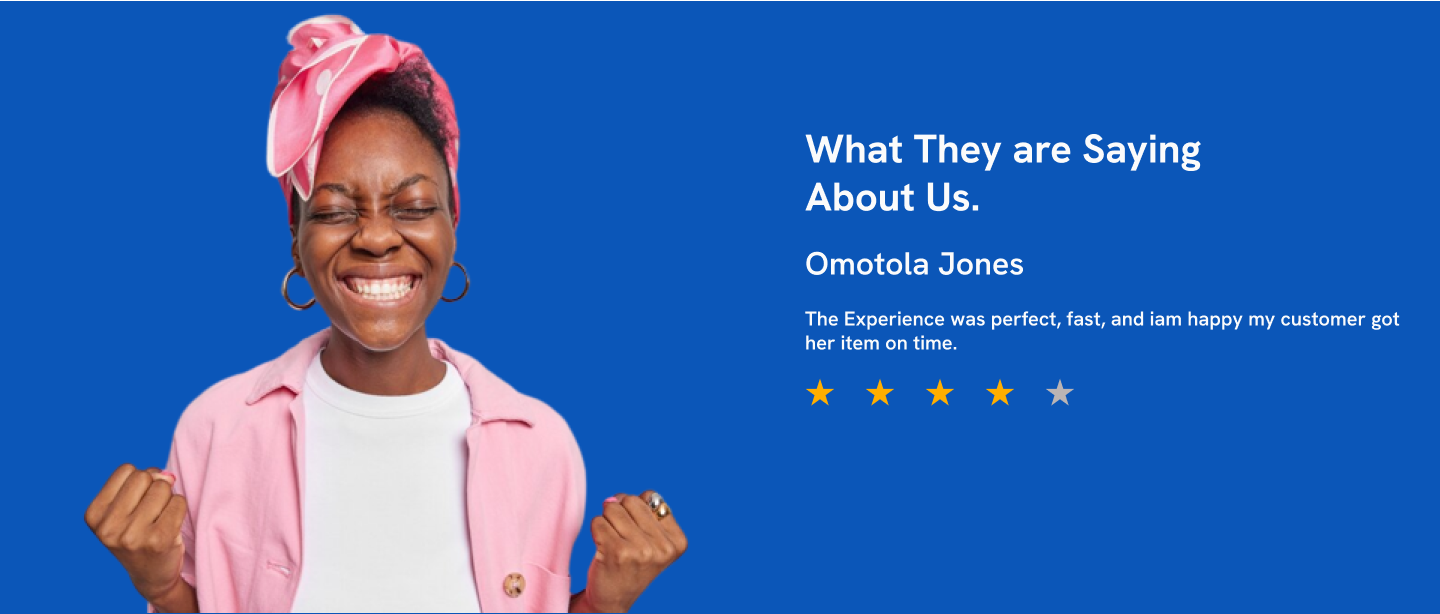 What They are Saying
About Us.
Omotola Jones
The Experience was perfect, fast, and iam happy my customer got
her item on time.